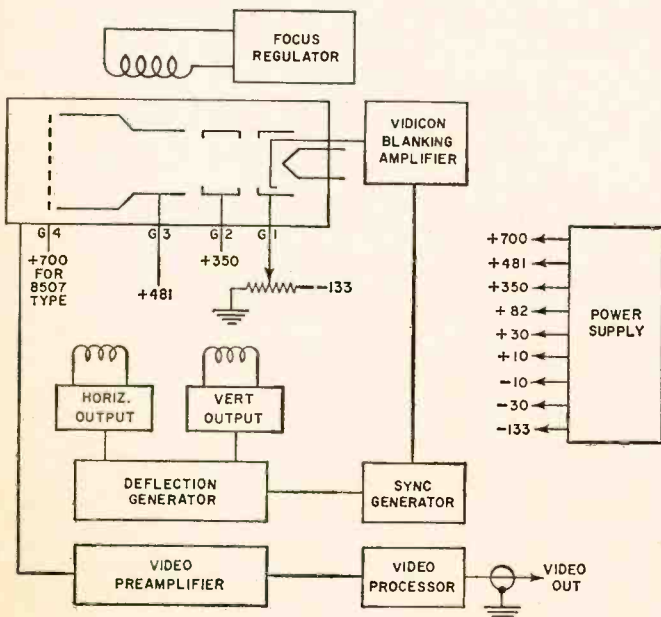 FOCUS
REGULATOR
VIDICON
BLANKING
AMPLIFIER
G4
G3
G2
G1
+700
FOR
8507
TYPE
+481
+350
-133
+700
+481
+350
+82
+30
+10
-10
-30
-133
POWER
SUPPLY
HORIZ.
OUTPUT
VERT
OUTPUT
DEFLECTION
GENERATOR
SYNC
GENERATOR
VIDEO
PREAMPLIFIER
VIDEO
PROCESSOR
VIDEO
OUT